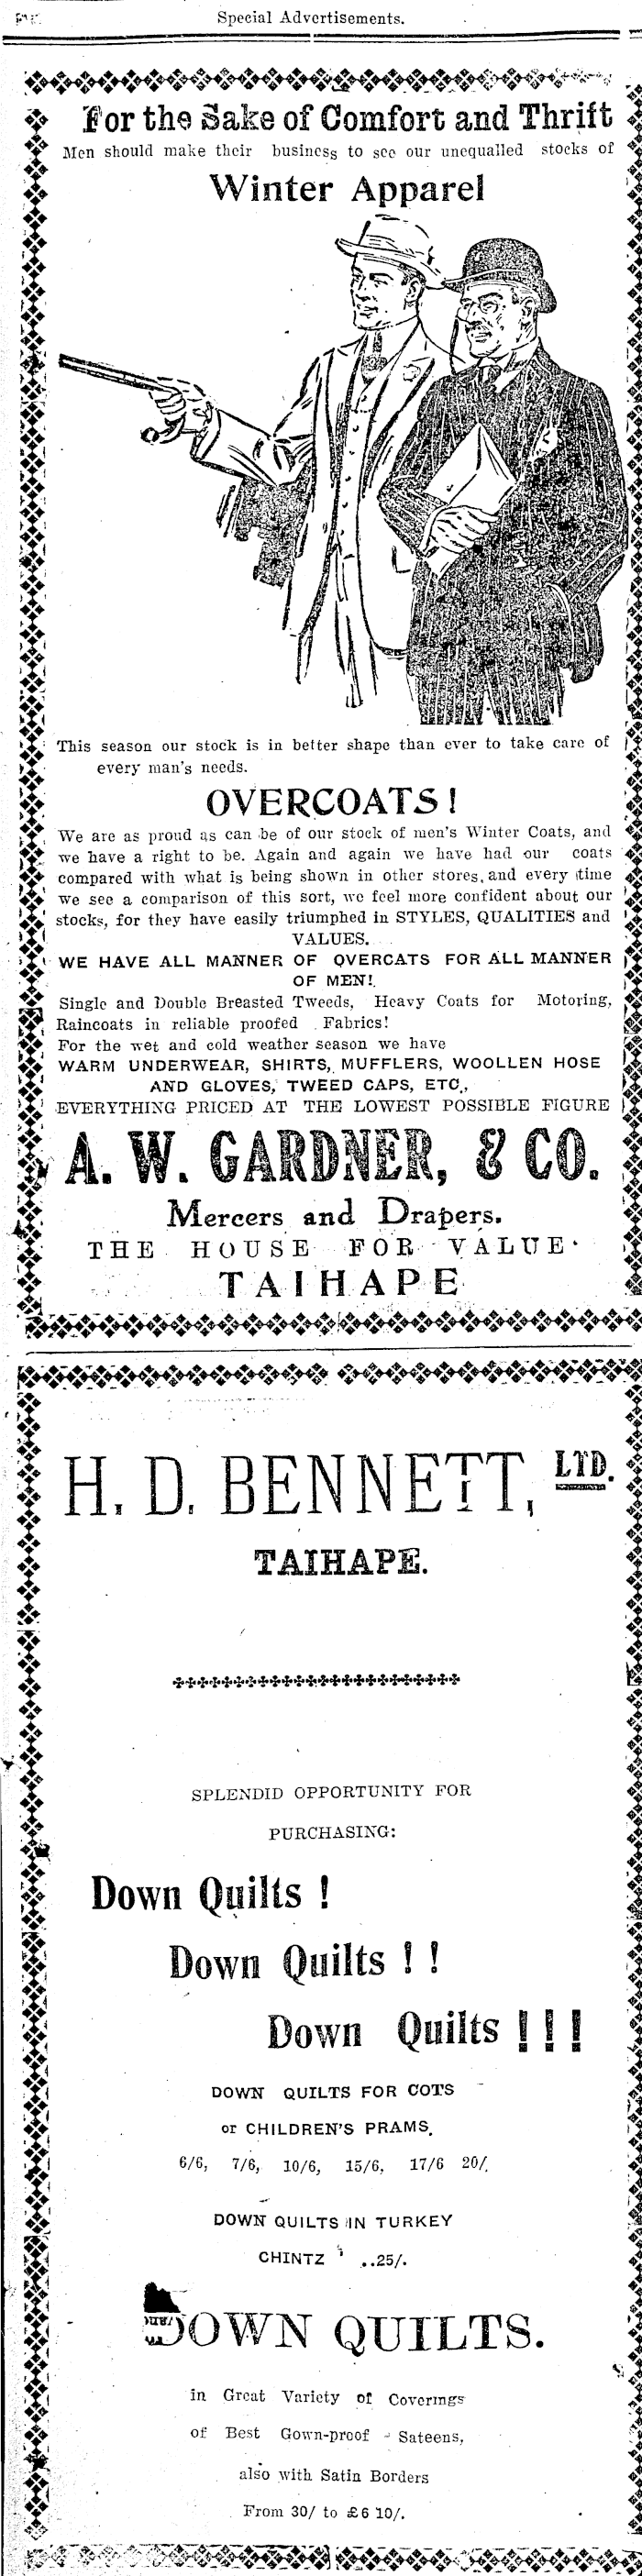 Special Advertisements.
For the Sake of Comfort and Thrift
Men should make their business to see our unequalled stocks of
Winter Apparel
This season our stock is in better shape than ever to take care of
every man's needs.
OVERCOATS!
We are as proud as can be of our stock of men's Winter Coats, and
we have a right to be. Again and again we have had our coats
compared with what is being shown in other stores, and every time
we see a comparison of this sort, we feel more confident about our
stocks, for they have easily triumphed in STYLES, QUALITIES and
VALUES.
WE HAVE ALL MANNER OF OVERCATS FOR ALL MANNER
OF MEN!
Single and Double Breasted Tweeds, Heavy Coats for Motoring,
Raincoats in reliable proofed Fabrics!
For the wet and cold weather season we have
WARM UNDERWEAR, SHIRTS, MUFFLERS, WOOLLEN HOSE
AND GLOVES, TWEED CAPS, ETC.,
EVERYTHING PRICED AT THE LOWEST POSSIBLE FIGURE
A. W. GARDNER, & CO.
Mercers and Drapers.
THE HOUSE FOR VALUE
TAIHAPE
H. D. BENNETT, LTD.
TAIHAPE.
SPLENDID OPPORTUNITY FOR
PURCHASING:
Down Quilts !
Down Quilts ! !
Down Quilts ! ! !
DOWN QUILTS FOR COTS
or CHILDREN'S PRAMS.
6/6, 7/6, 10/6, 15/6, 17/6 20/.
DOWN QUILTS IN TURKEY
CHINTZ ..25/.
DOWN QUILTS.
in Great Variety of Coverings
of Best Gown-proof Sateens,
also with Satin Borders
From 30/ to £6 10/.